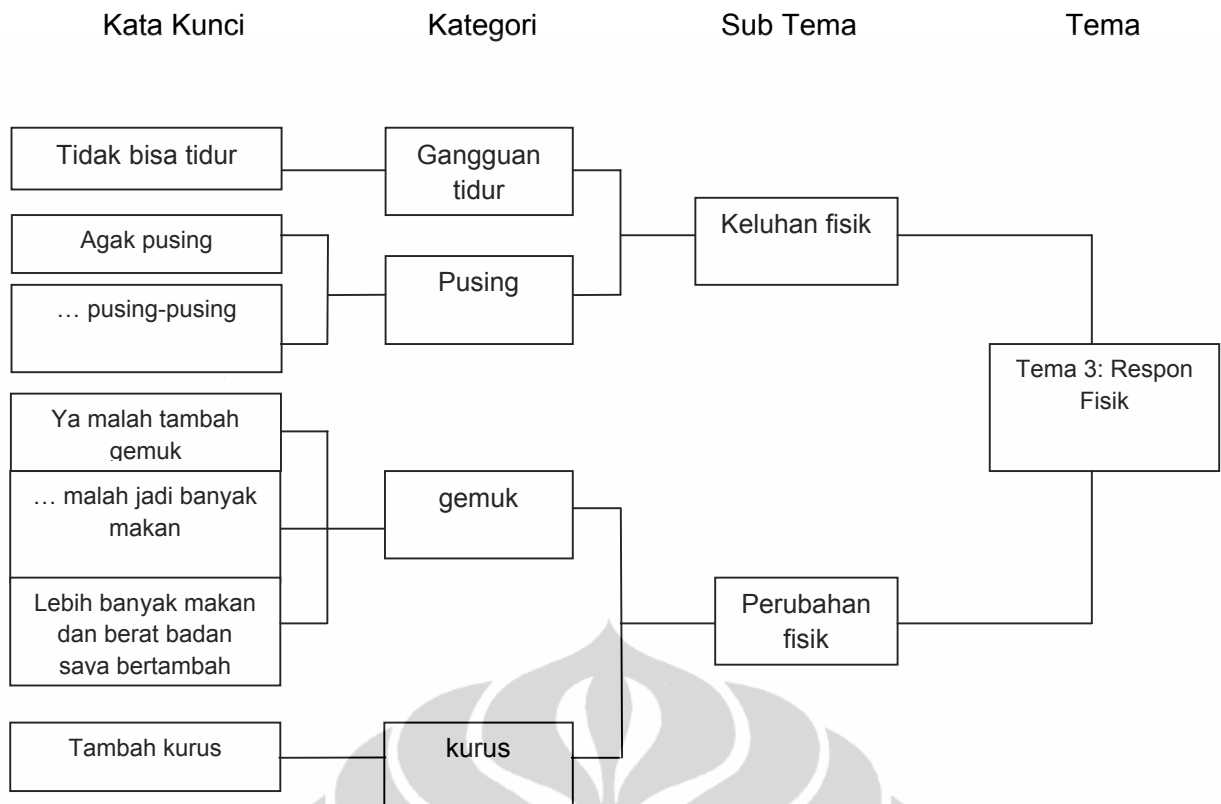 Kata Kunci Kategori Sub Tema Tema
Tidak bisa tidur
Gangguan
tidur
Agak pusing
Keluhan fisik
Pusing
… pusing-pusing
Tema 3: Respon
Fisik
Ya malah tambah
gemuk
… malah jadi banyak
makan
gemuk
Lebih banyak makan
dan berat badan
saya bertambah
Perubahan
fisik
Tambah kurus
kurus